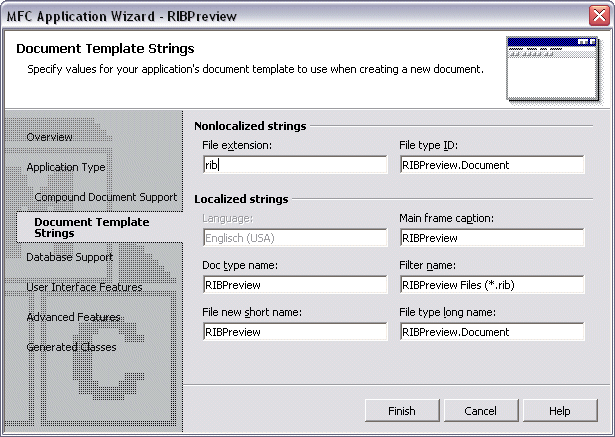 MFC Application Wizard - RIBPreview
Document Template Strings
Specify values for your application's document template to use when creating a new document.
Overview
Application Type
Compound Document Support
Document Template
Strings
Database Support
User Interface Features
Advanced Features
Generated Classes
Nonlocalized strings
File extension:
rib
File type ID:
RIBPreview.Document
Localized strings
Language:
Englisch (USA)
Main frame caption:
RIBPreview
Doc type name:
RIBPreview
Filter name:
RIBPreview Files (*.rib)
File new short name:
RIBPreview
File type long name:
RIBPreview.Document
Finish
Cancel
Help